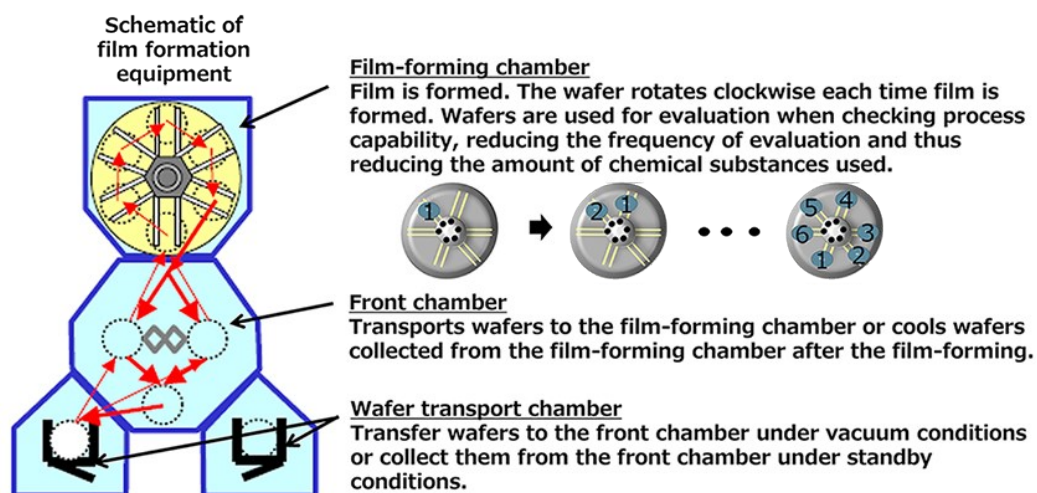 Schematic of
film formation
equipment
Film-forming chamber
Film is formed. The wafer rotates clockwise each time film is
formed. Wafers are used for evaluation when checking process
capability, reducing the frequency of evaluation and thus
reducing the amount of chemical substances used.
1
2 1
5 4
6 3
1 2
Front chamber
Transports wafers to the film-forming chamber or cools wafers
collected from the film-forming chamber after the film-forming.
Wafer transport chamber
Transfer wafers to the front chamber under vacuum conditions
or collect them from the front chamber under standby
conditions.